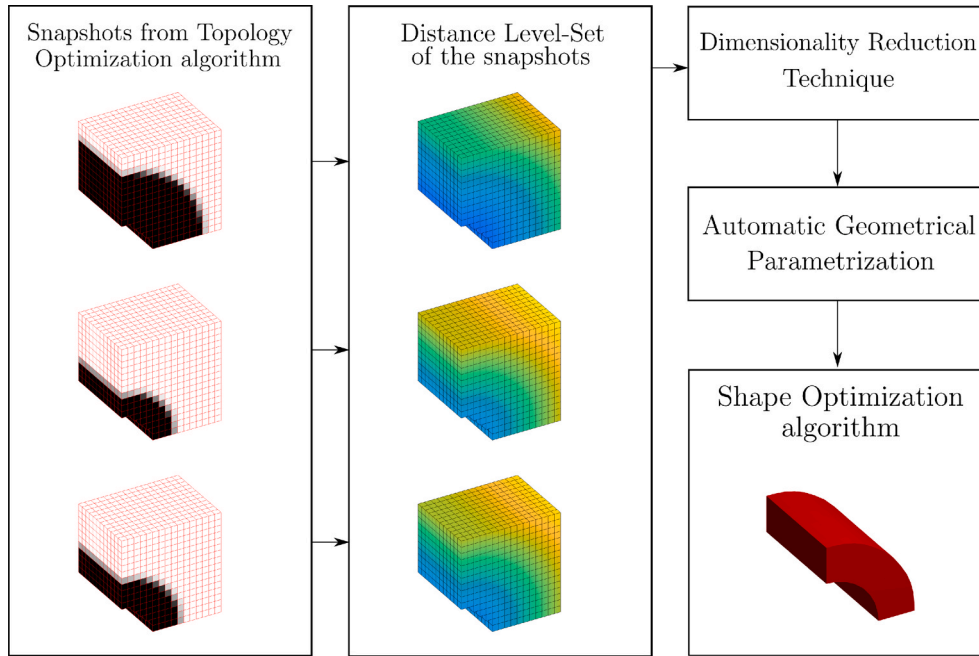 Snapshots from Topology
Optimization algorithm
Distance Level-Set
of the snapshots
Dimensionality Reduction
Technique
Automatic Geometrical
Parametrization
Shape Optimization
algorithm